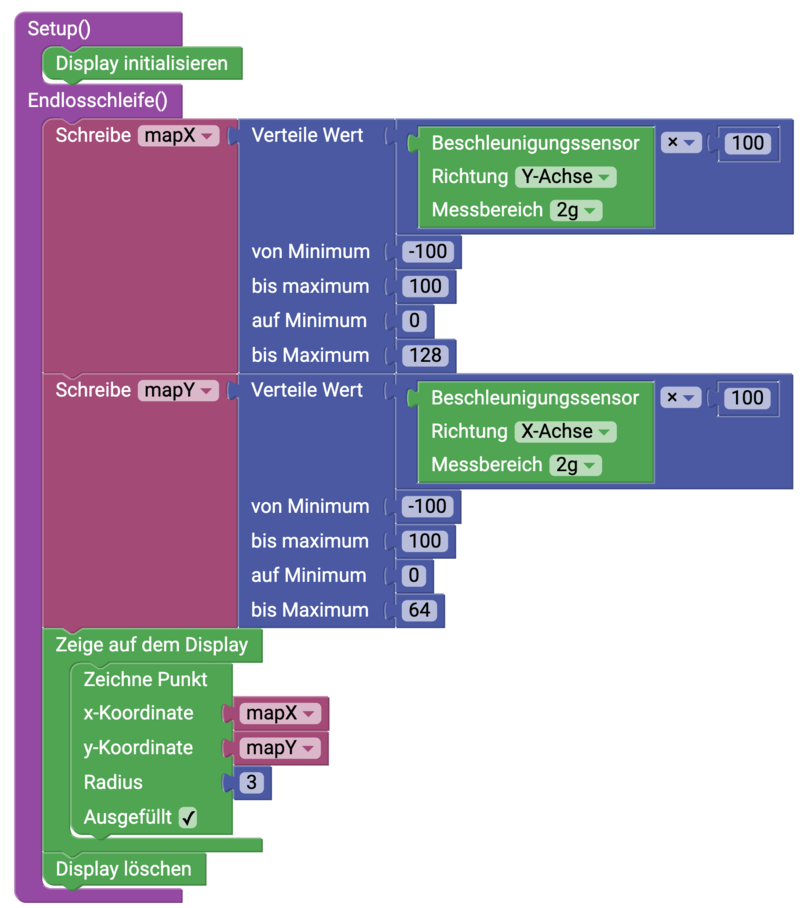 Setup()
Display initialisieren
Endlosschleife()
Schreibe mapX Verteile Wert Beschleunigungssensor × 100
Richtung Y-Achse
Messbereich 2g
von Minimum -100
bis maximum 100
auf Minimum 0
bis Maximum 128
Schreibe mapY Verteile Wert Beschleunigungssensor × 100
Richtung X-Achse
Messbereich 2g
von Minimum -100
bis maximum 100
auf Minimum 0
bis Maximum 64
Zeige auf dem Display
Zeichne Punkt
x-Koordinate mapX
y-Koordinate mapY
Radius 3
Ausgefüllt ✓
Display löschen